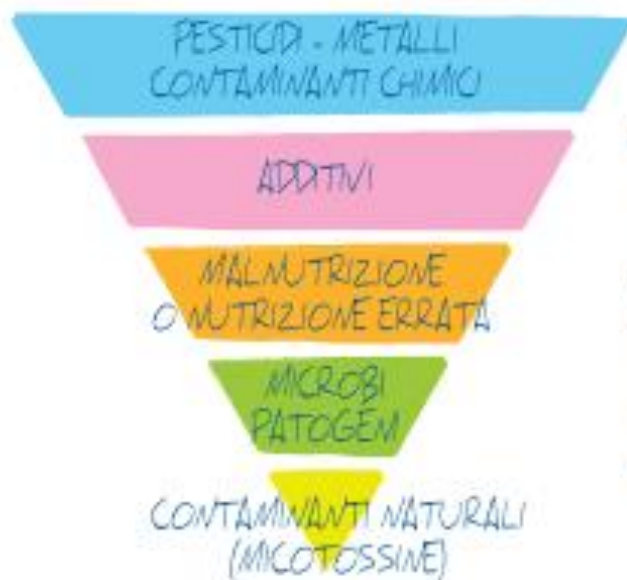 PESTICIDI - METALLI
CONTAMINANTI CHIMICI
ADDITIVI
MALNUTRIZIONE
O NUTRIZIONE ERRATA
MICROBI
PATOGENI
CONTAMINANTI NATURALI
(MICOTOSSINE)